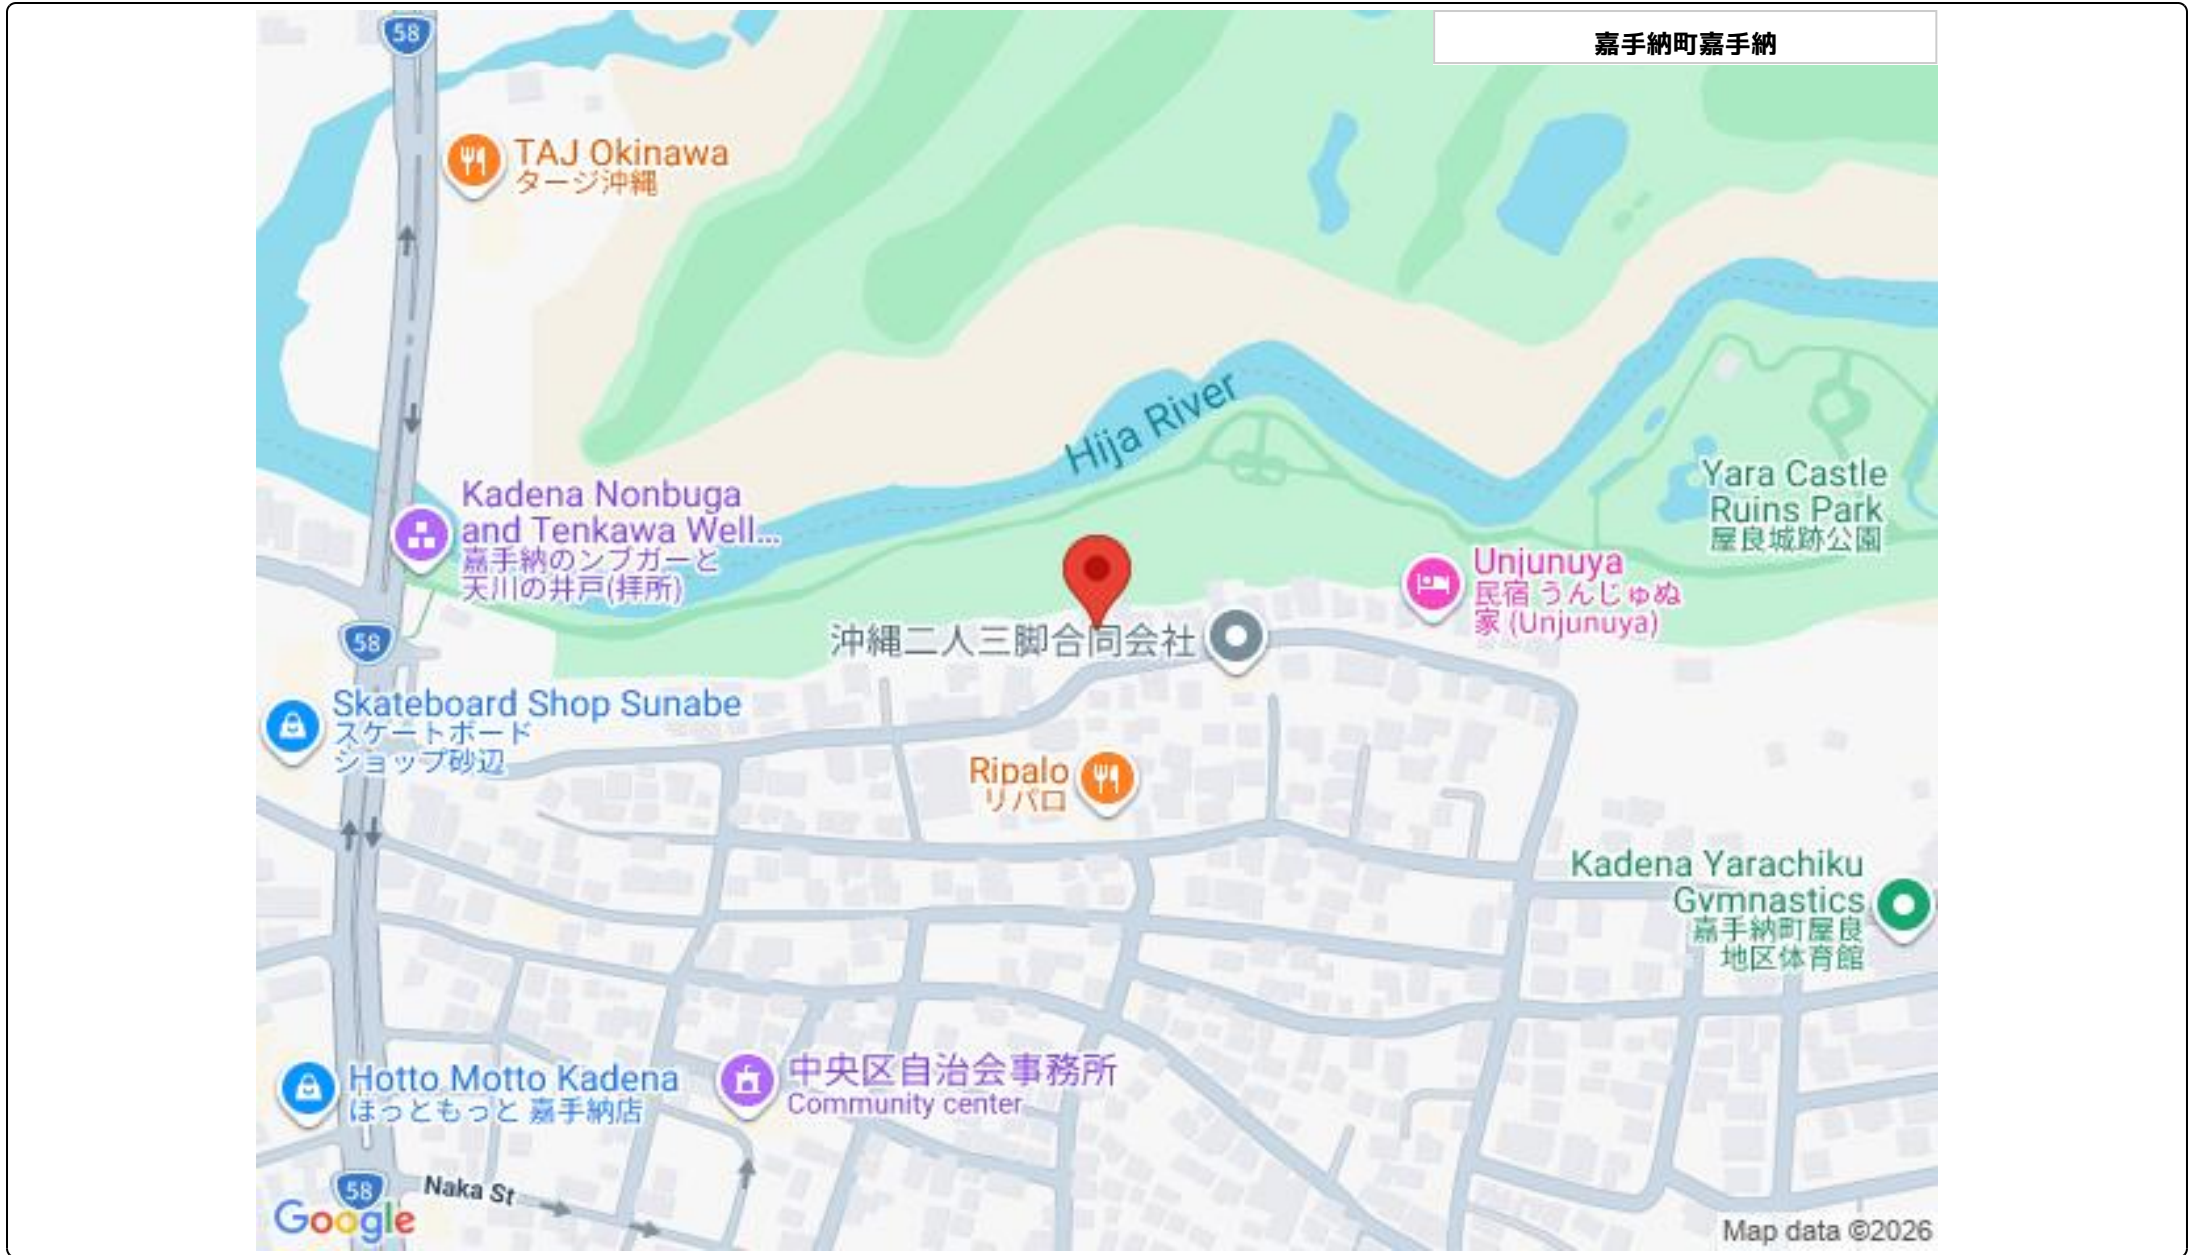 58
嘉手納町嘉手納
TAJ Okinawa
タージ沖縄
Hija River
Kadena Nonbuga
and Tenkawa Well...
嘉手納のンブガーと
天川の井戸(拝所)
Yara Castle
Ruins Park
屋良城跡公園
Unjunuya
民宿 うんじゅぬ
家 (Unjunuya)
沖縄二人三脚合同会社
58
Skateboard Shop Sunabe
スケートボード
ショップ砂辺
Ripalo
リパロ
Kadena Yarachiku
Gymnastics
嘉手納町屋良
地区体育館
Hotto Motto Kadena
ほっともっと 嘉手納店
中央区自治会事務所
Community center
58
Naka St
Google
Map data ©2026